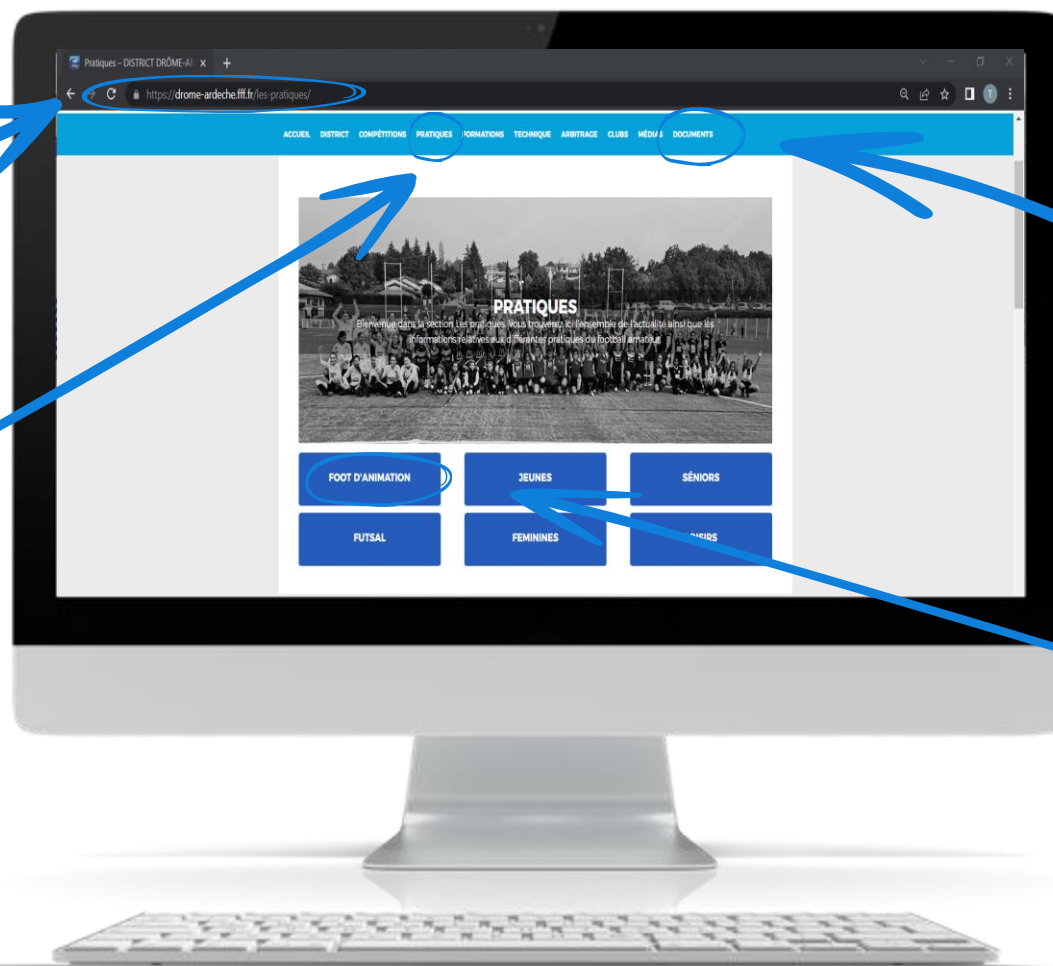 Pratiques – DISTRICT DRÔME-AR
https://drome-ardeche.fff.fr/les-pratiques/
ACCUEIL DISTRICT COMPÉTITIONS PRATIQUES FORMATIONS TECHNIQUE ARBITRAGE CLUBS MÉDIAS DOCUMENTS
PRATIQUES
Bienvenue dans la section Les pratiques. Vous trouverez ici l'ensemble de l'actualité ainsi que les
informations relatives aux différentes pratiques du football amateur.
FOOT D'ANIMATION
JEUNES
SÉNIORS
FUTSAL
FEMININES